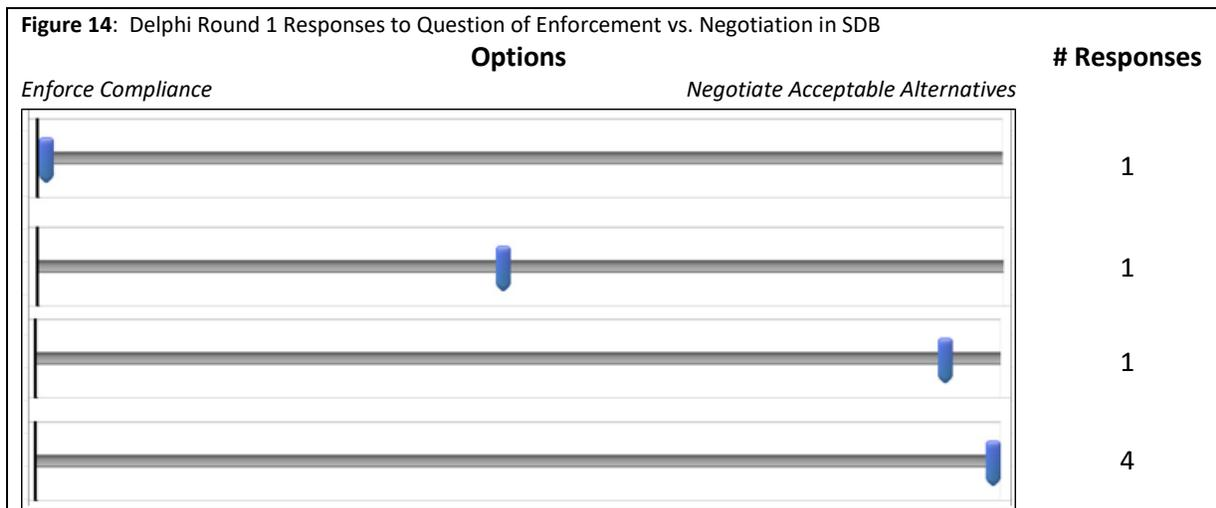 Figure 14: Delphi Round 1 Responses to Question of Enforcement vs. Negotiation in SDB
Options # Responses
Enforce Compliance Negotiate Acceptable Alternatives
1
1
1
4